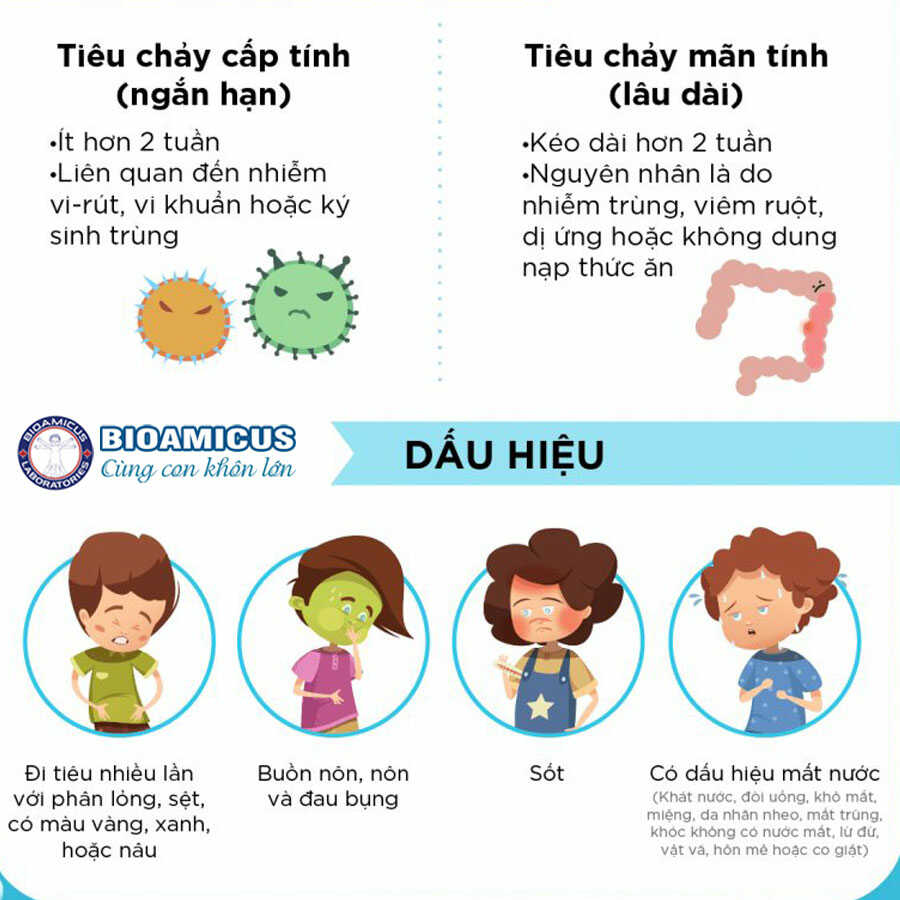 Tiêu chảy cấp tính
(ngắn hạn)
•Ít hơn 2 tuần
•Liên quan đến nhiễm
vi-rút, vi khuẩn hoặc ký
sinh trùng
Tiêu chảy mãn tính
(lâu dài)
•Kéo dài hơn 2 tuần
•Nguyên nhân là do
nhiễm trùng, viêm ruột,
dị ứng hoặc không dung
nạp thức ăn
BIOAMICUS
LABORATORIES
BIOAMICUS
Cùng con khôn lớn
DẤU HIỆU
Đi tiêu nhiều lần
với phân lỏng, sệt,
có màu vàng, xanh,
hoặc nâu
Buồn nôn, nôn
và đau bụng
Sốt
Có dấu hiệu mất nước
(Khát nước, đòi uống, khô mắt,
miệng, da nhăn nheo, mắt trũng,
khóc không có nước mắt, lừ đừ,
vật vả, hôn mê hoặc co giật)